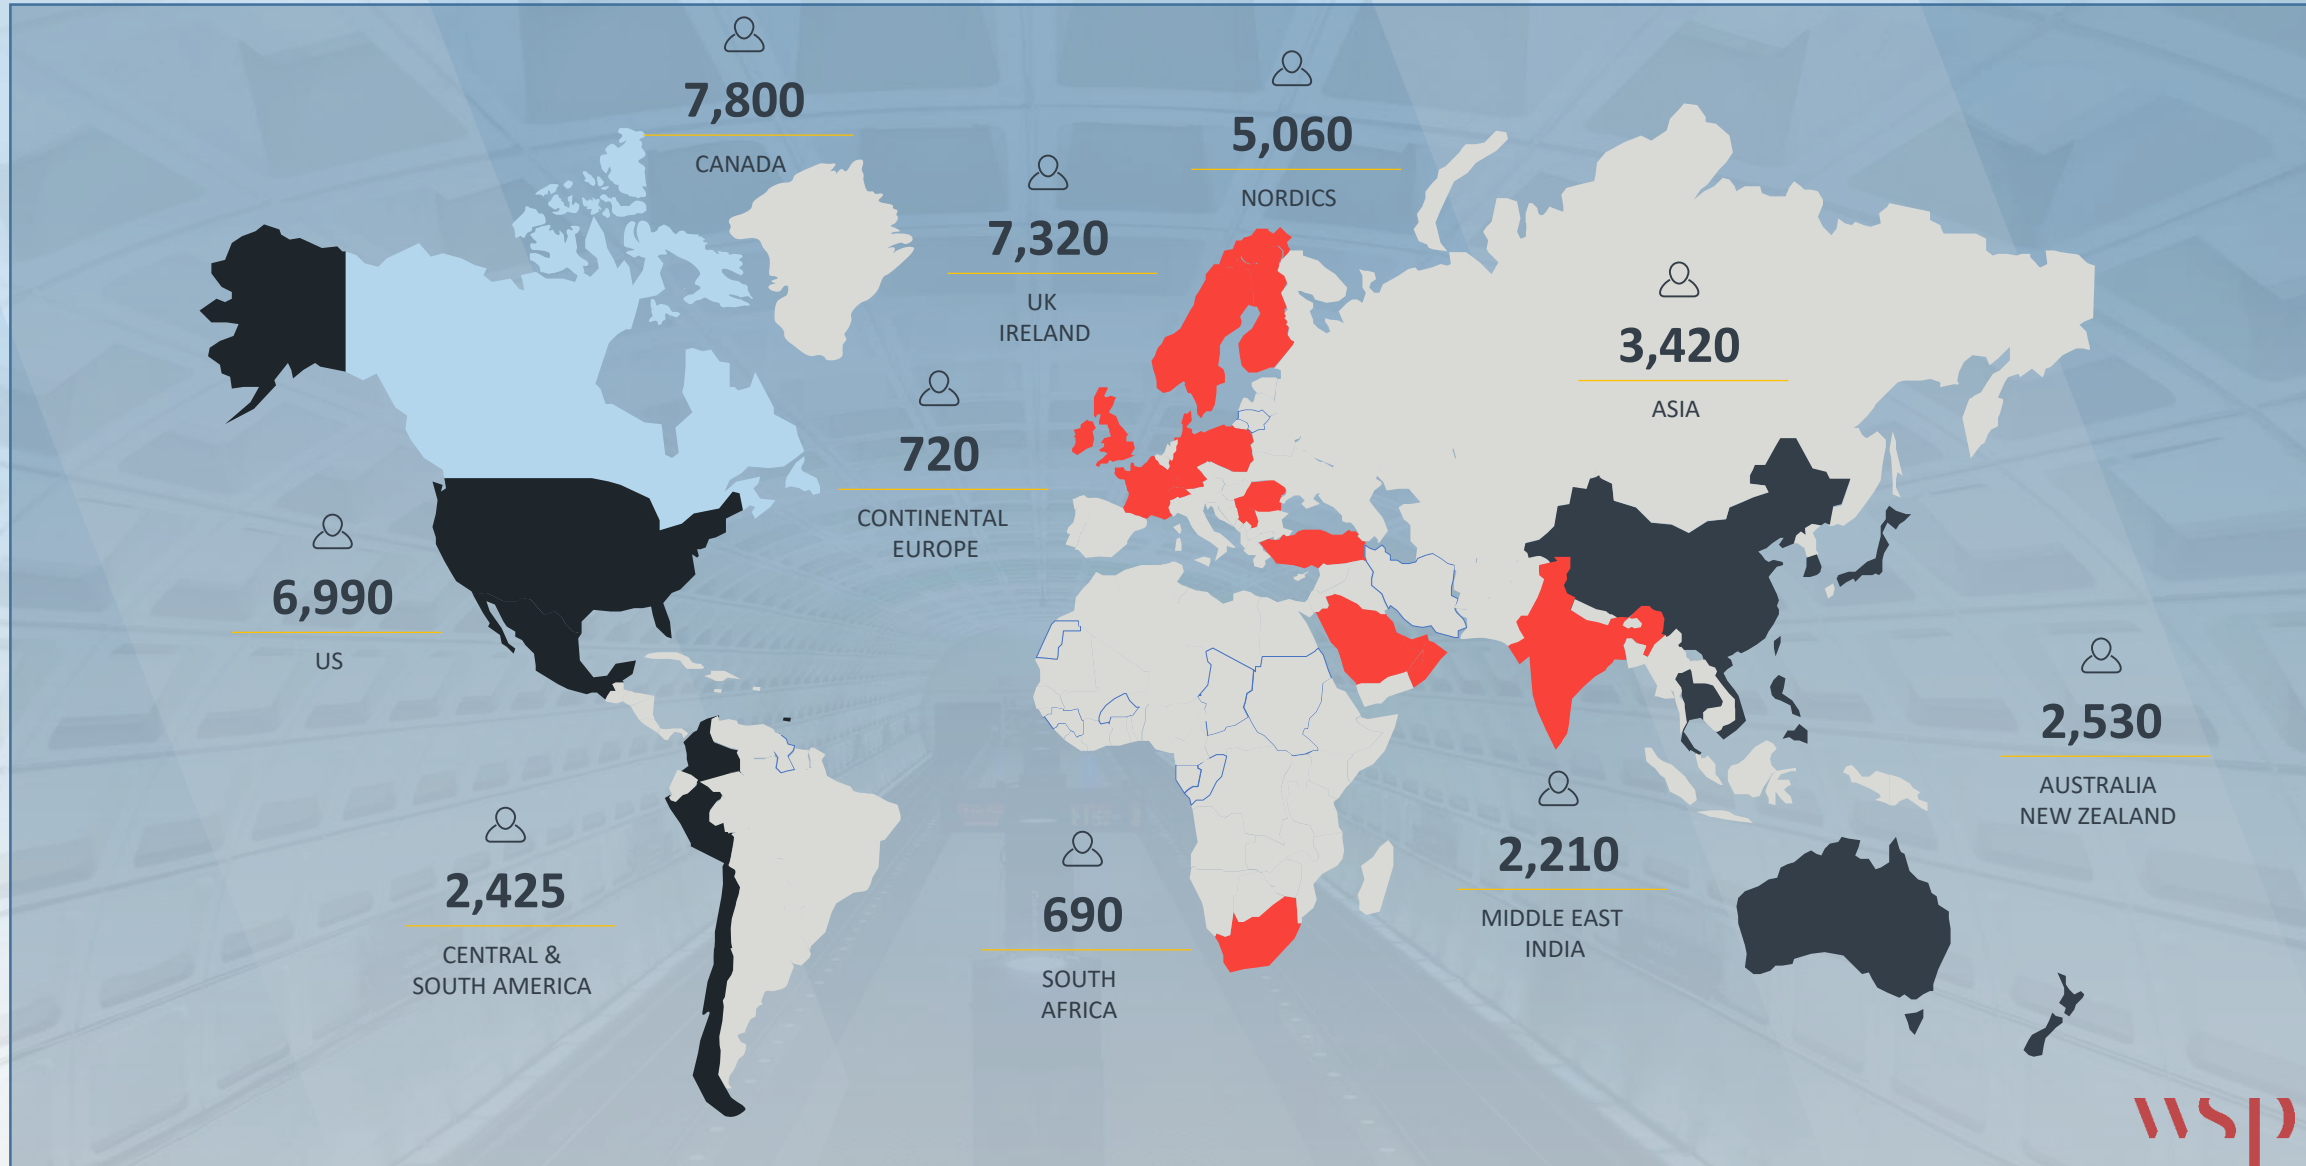 7,800
CANADA
5,060
NORDICS
7,320
UK
IRELAND
3,420
ASIA
720
CONTINENTAL
EUROPE
6,990
US
2,530
AUSTRALIA
NEW ZEALAND
2,425
CENTRAL &
SOUTH AMERICA
690
SOUTH
AFRICA
2,210
MIDDLE EAST
INDIA
wsp